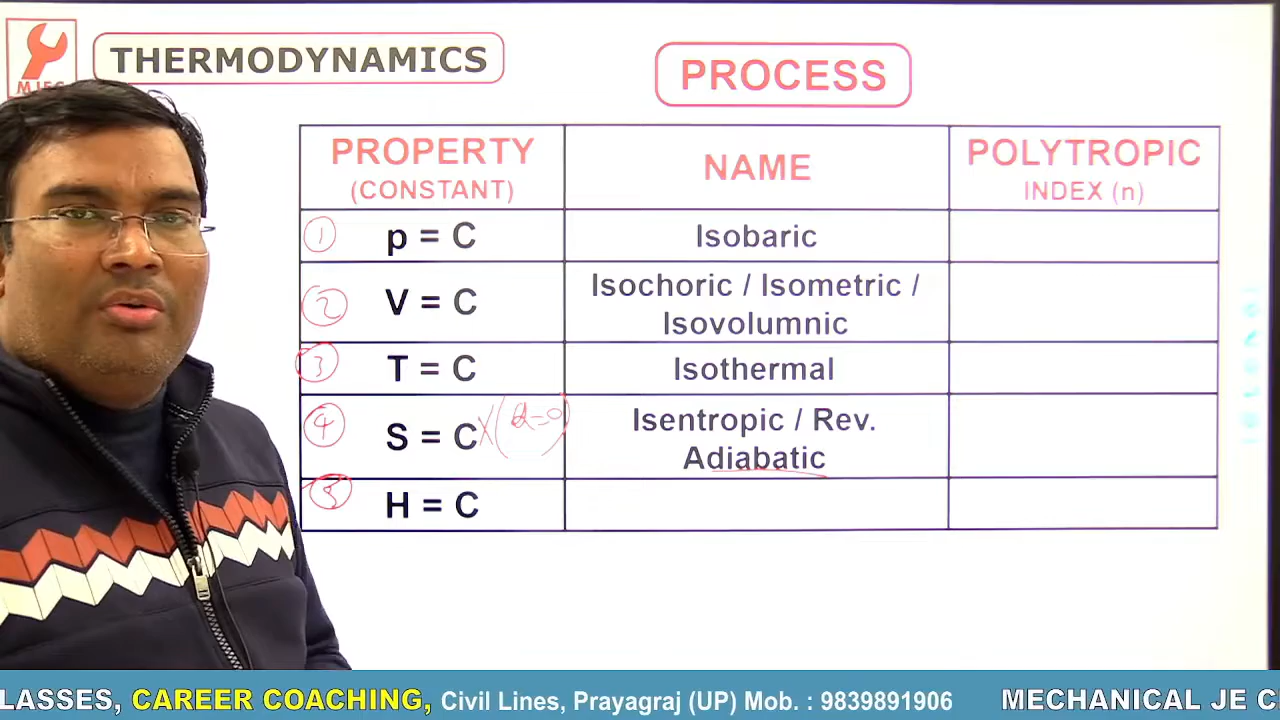 THERMODYNAMICS
PROCESS
PROPERTY
(CONSTANT)
NAME
POLYTROPIC
INDEX (n)
1
p = C
Isobaric
2
V = C
Isochoric / Isometric /
Isovolumnic
3
T = C
Isothermal
4
S = C
Isentropic / Rev.
Adiabatic
5
H = C
LASSES, CAREER COACHING, Civil Lines, Prayagraj (UP) Mob. : 9839891906 MECHANICAL JE C